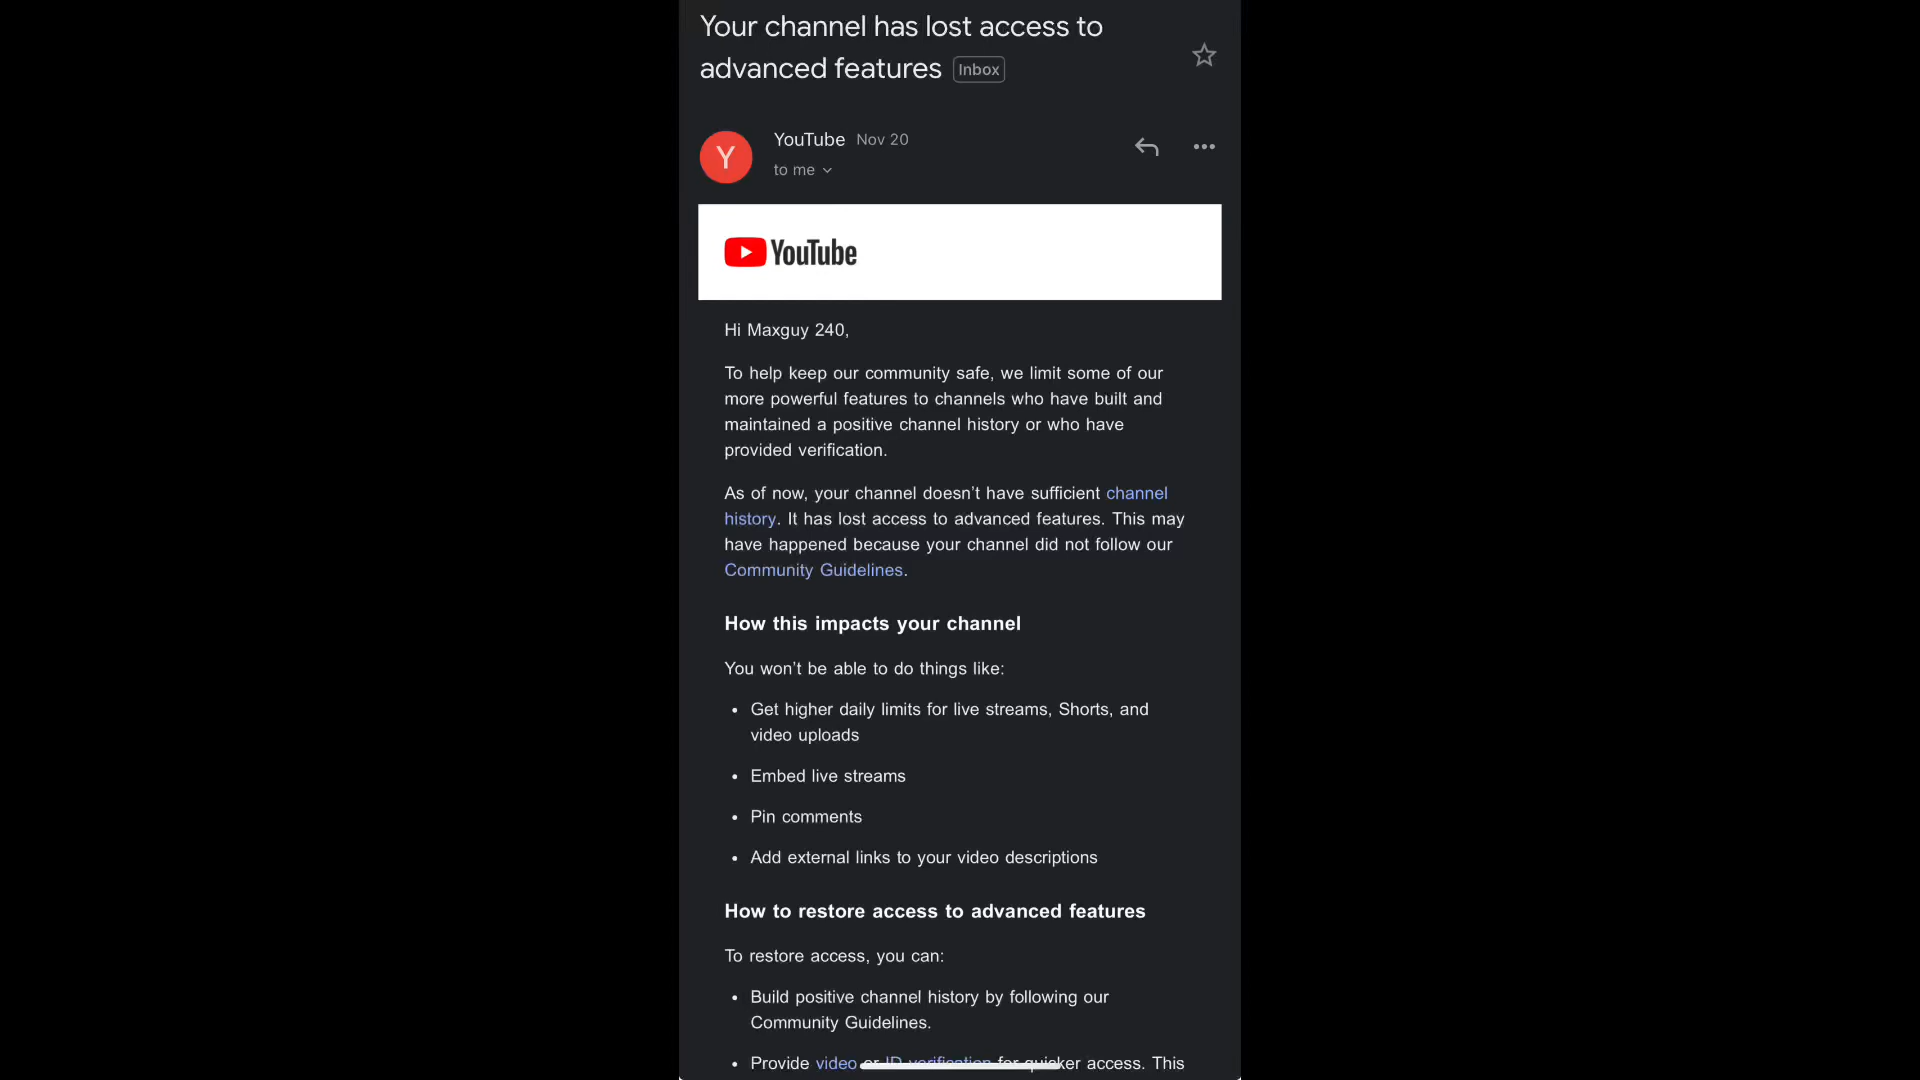 Your channel has lost access to
advanced features Inbox
Y
YouTube Nov 20
to me
YouTube
Hi Maxguy 240,
To help keep our community safe, we limit some of our
more powerful features to channels who have built and
maintained a positive channel history or who have
provided verification.
As of now, your channel doesn’t have sufficient channel
history. It has lost access to advanced features. This may
have happened because your channel did not follow our
Community Guidelines.
How this impacts your channel
You won’t be able to do things like:
• Get higher daily limits for live streams, Shorts, and
video uploads
• Embed live streams
• Pin comments
• Add external links to your video descriptions
How to restore access to advanced features
To restore access, you can:
• Build positive channel history by following our
Community Guidelines.
• Provide video or ID verification for quicker access. This